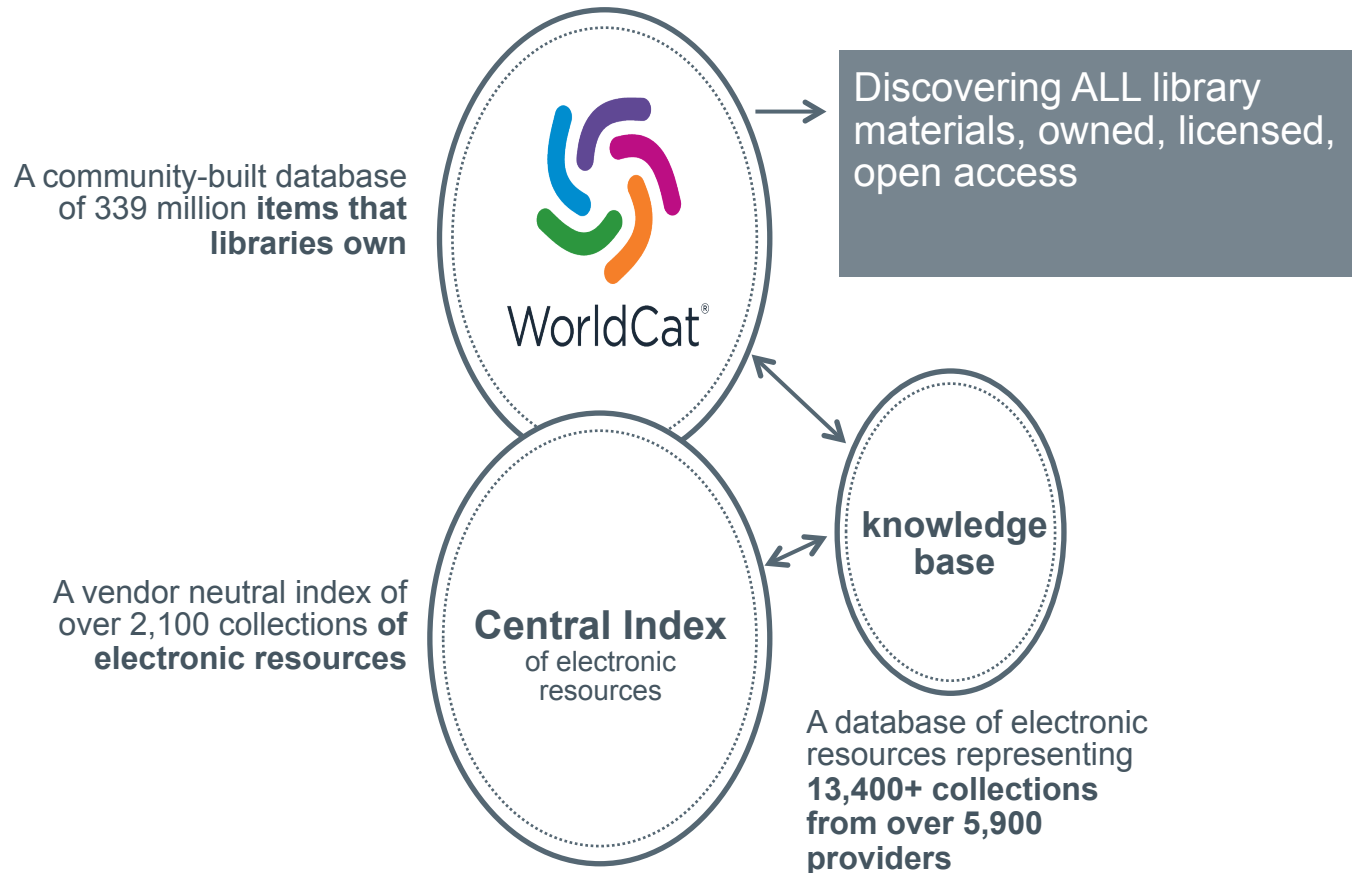 A community-built database
of 339 million items that
libraries own
WorldCat®
Discovering ALL library
materials, owned, licensed,
open access
A vendor neutral index of
over 2,100 collections of
electronic resources
Central Index
of electronic
resources
knowledge
base
A database of electronic
resources representing
13,400+ collections
from over 5,900
providers